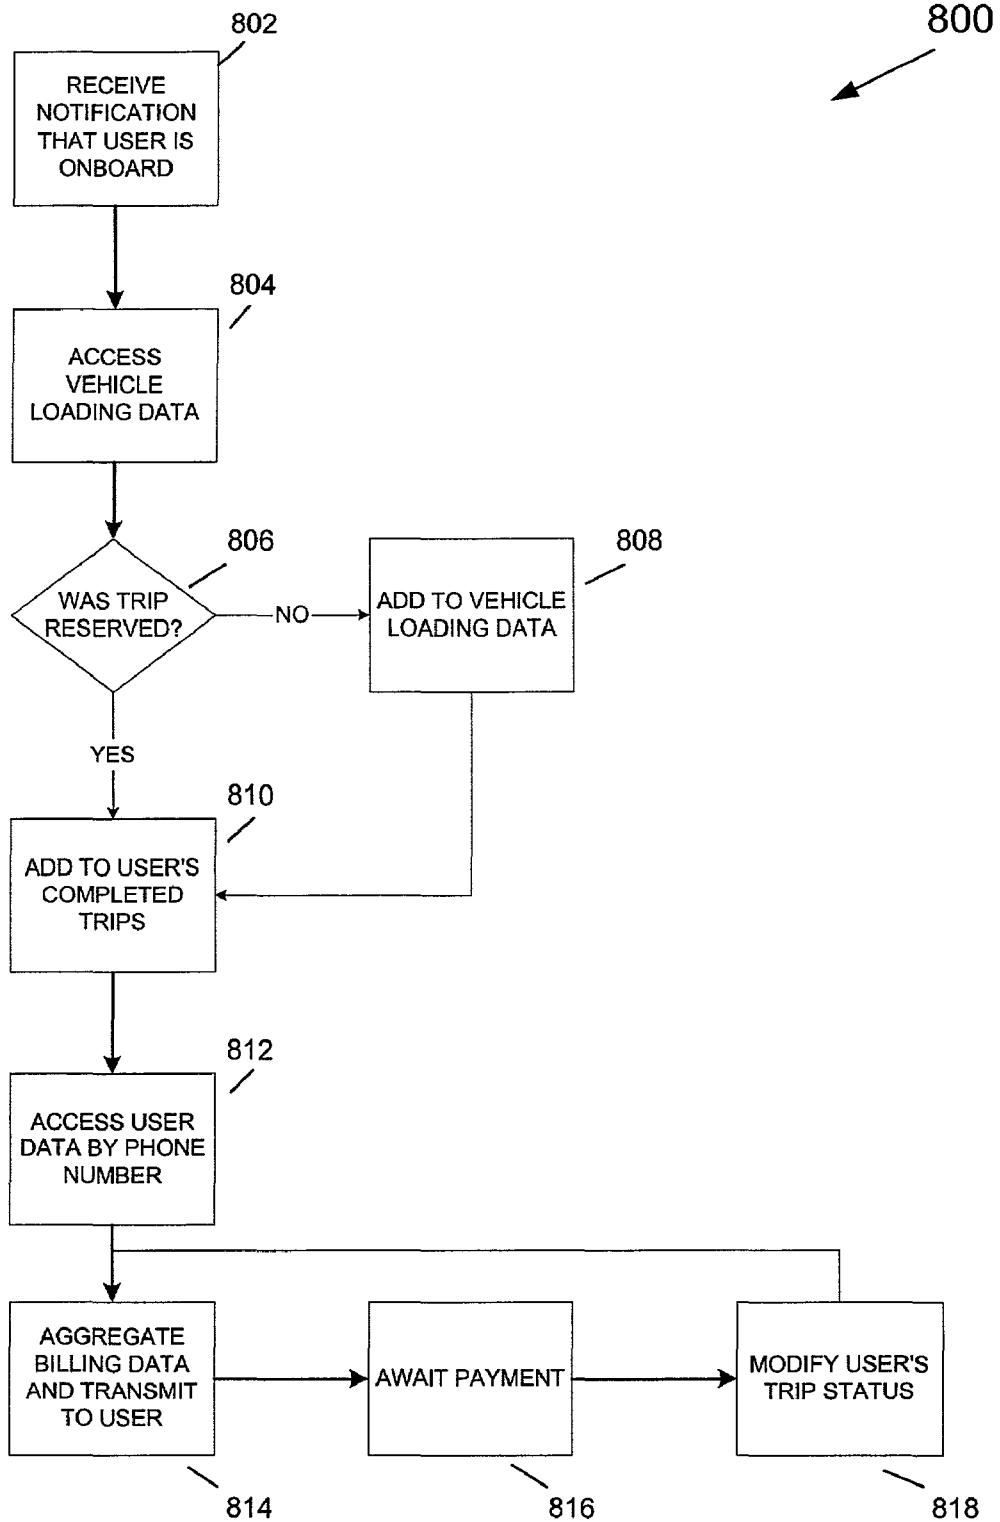 800
802
RECEIVE
NOTIFICATION
THAT USER IS
ONBOARD
804
ACCESS
VEHICLE
LOADING DATA
806
WAS TRIP
RESERVED?
NO
808
ADD TO VEHICLE
LOADING DATA
YES
810
ADD TO USER'S
COMPLETED
TRIPS
812
ACCESS USER
DATA BY PHONE
NUMBER
AGGREGATE
BILLING DATA
AND TRANSMIT
TO USER
814
AWAIT PAYMENT
816
MODIFY USER'S
TRIP STATUS
818